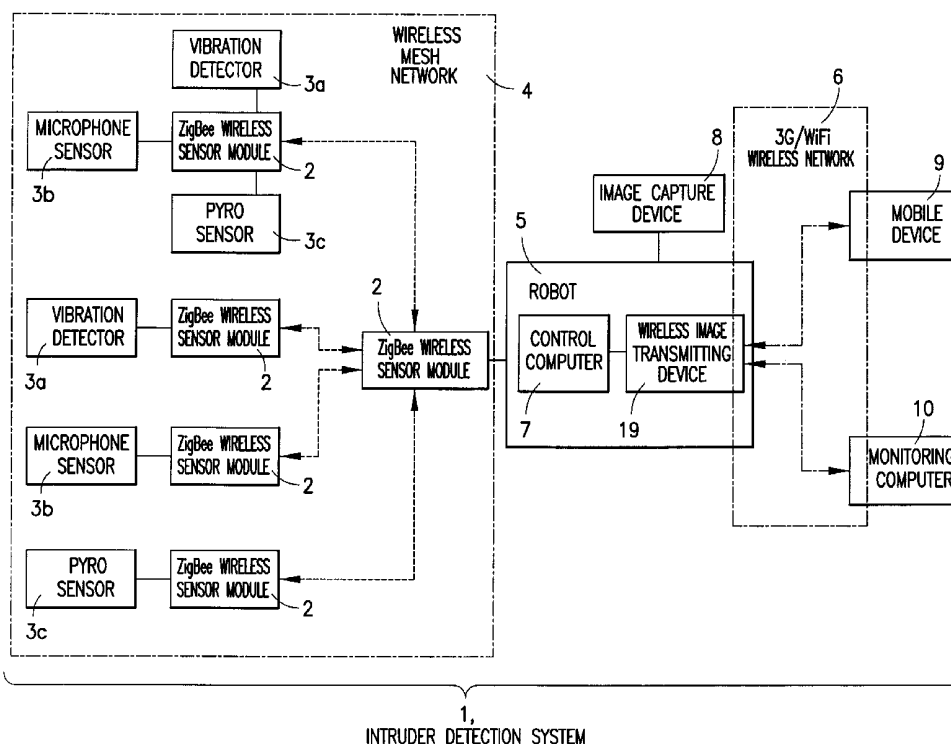 WIRELESS
MESH
NETWORK
4
VIBRATION
DETECTOR
3a
MICROPHONE
SENSOR
3b
ZigBee WIRELESS
SENSOR MODULE
2
PYRO
SENSOR
3c
VIBRATION
DETECTOR
3a
ZigBee WIRELESS
SENSOR MODULE
2
MICROPHONE
SENSOR
3b
ZigBee WIRELESS
SENSOR MODULE
2
PYRO
SENSOR
3c
ZigBee WIRELESS
SENSOR MODULE
2
2
ZigBee WIRELESS
SENSOR MODULE
8
IMAGE CAPTURE
DEVICE
5
ROBOT
CONTROL
COMPUTER
7
WIRELESS IMAGE
TRANSMITTING
DEVICE
19
6
3G/WiFi
WIRELESS NETWORK
9
MOBILE
DEVICE
10
MONITORING
COMPUTER
1,
INTRUDER DETECTION SYSTEM